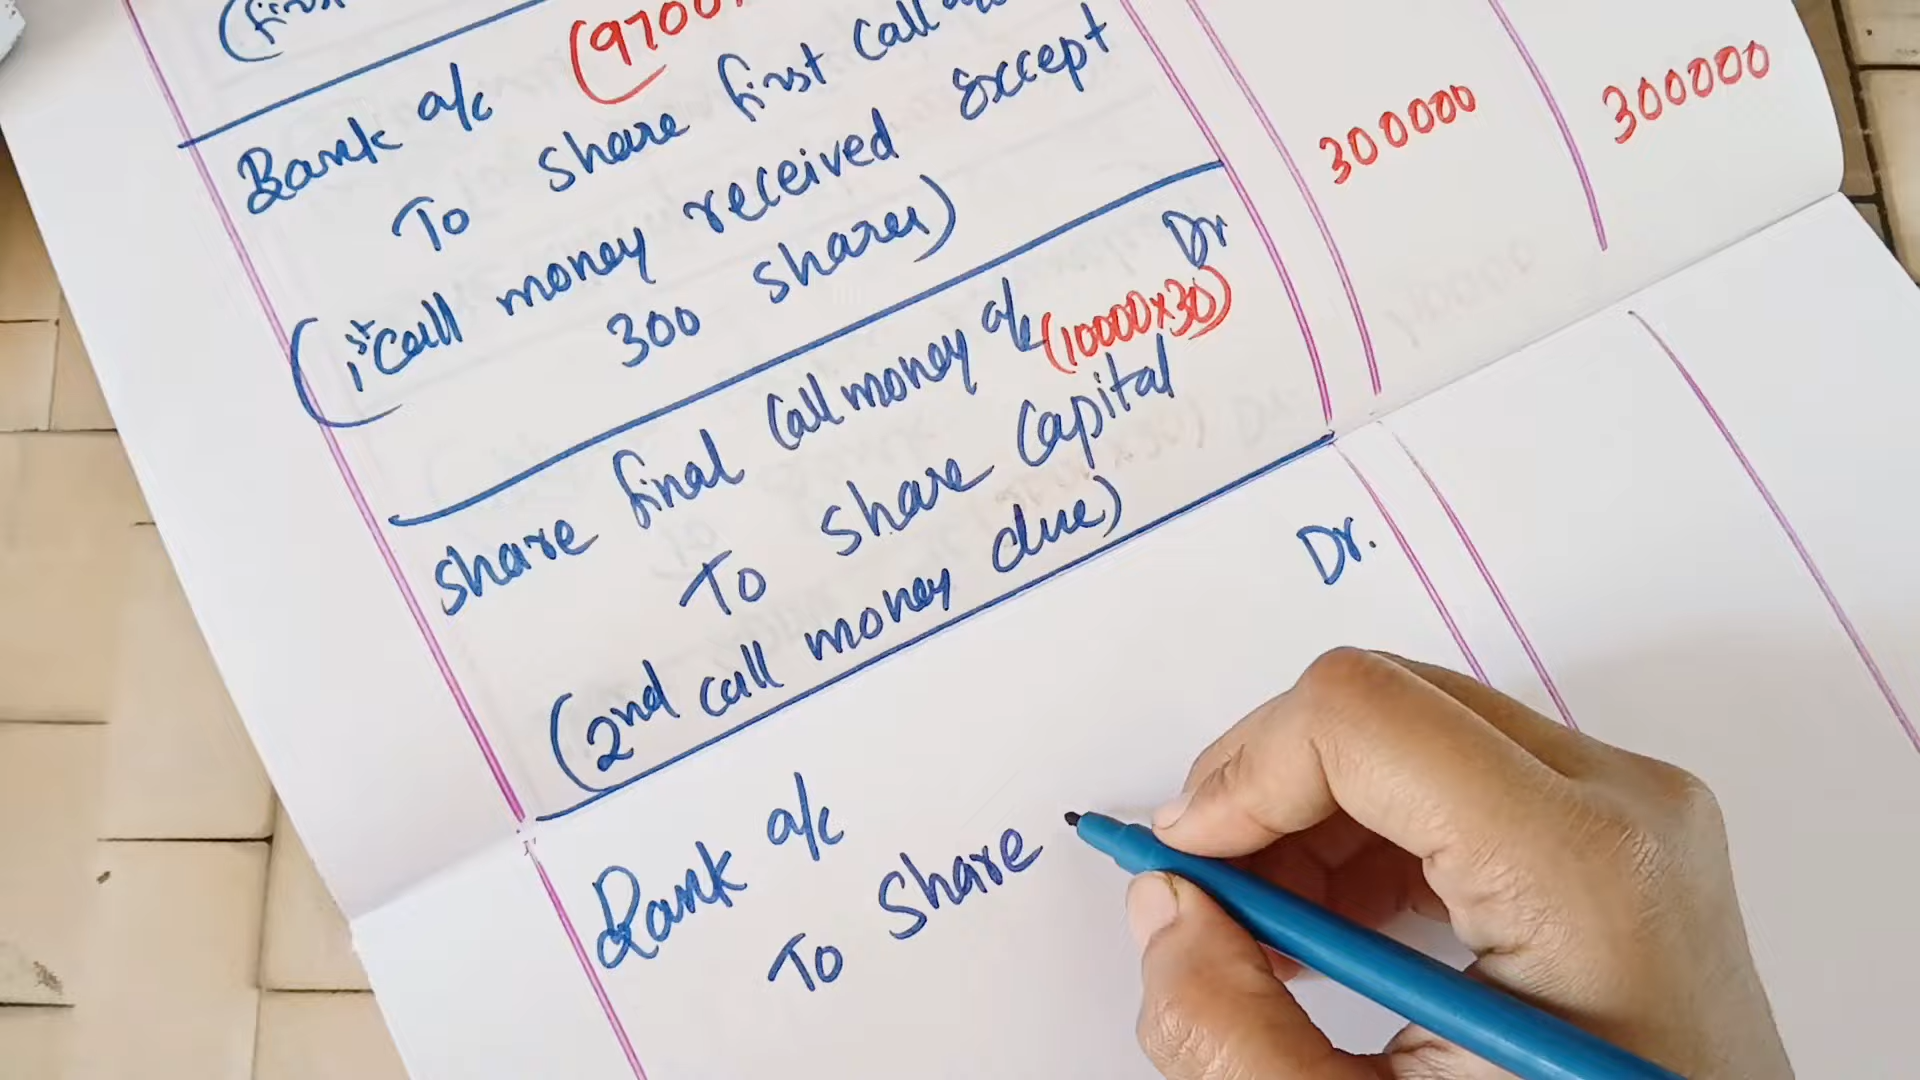 (first
Bank a/c (9700
To share first call
(1st call money received except
300 shares)
300000 300000
share final call money a/c Dr
(10000x30)
To share capital
(2nd call money due)
Bank a/c Dr.
To share